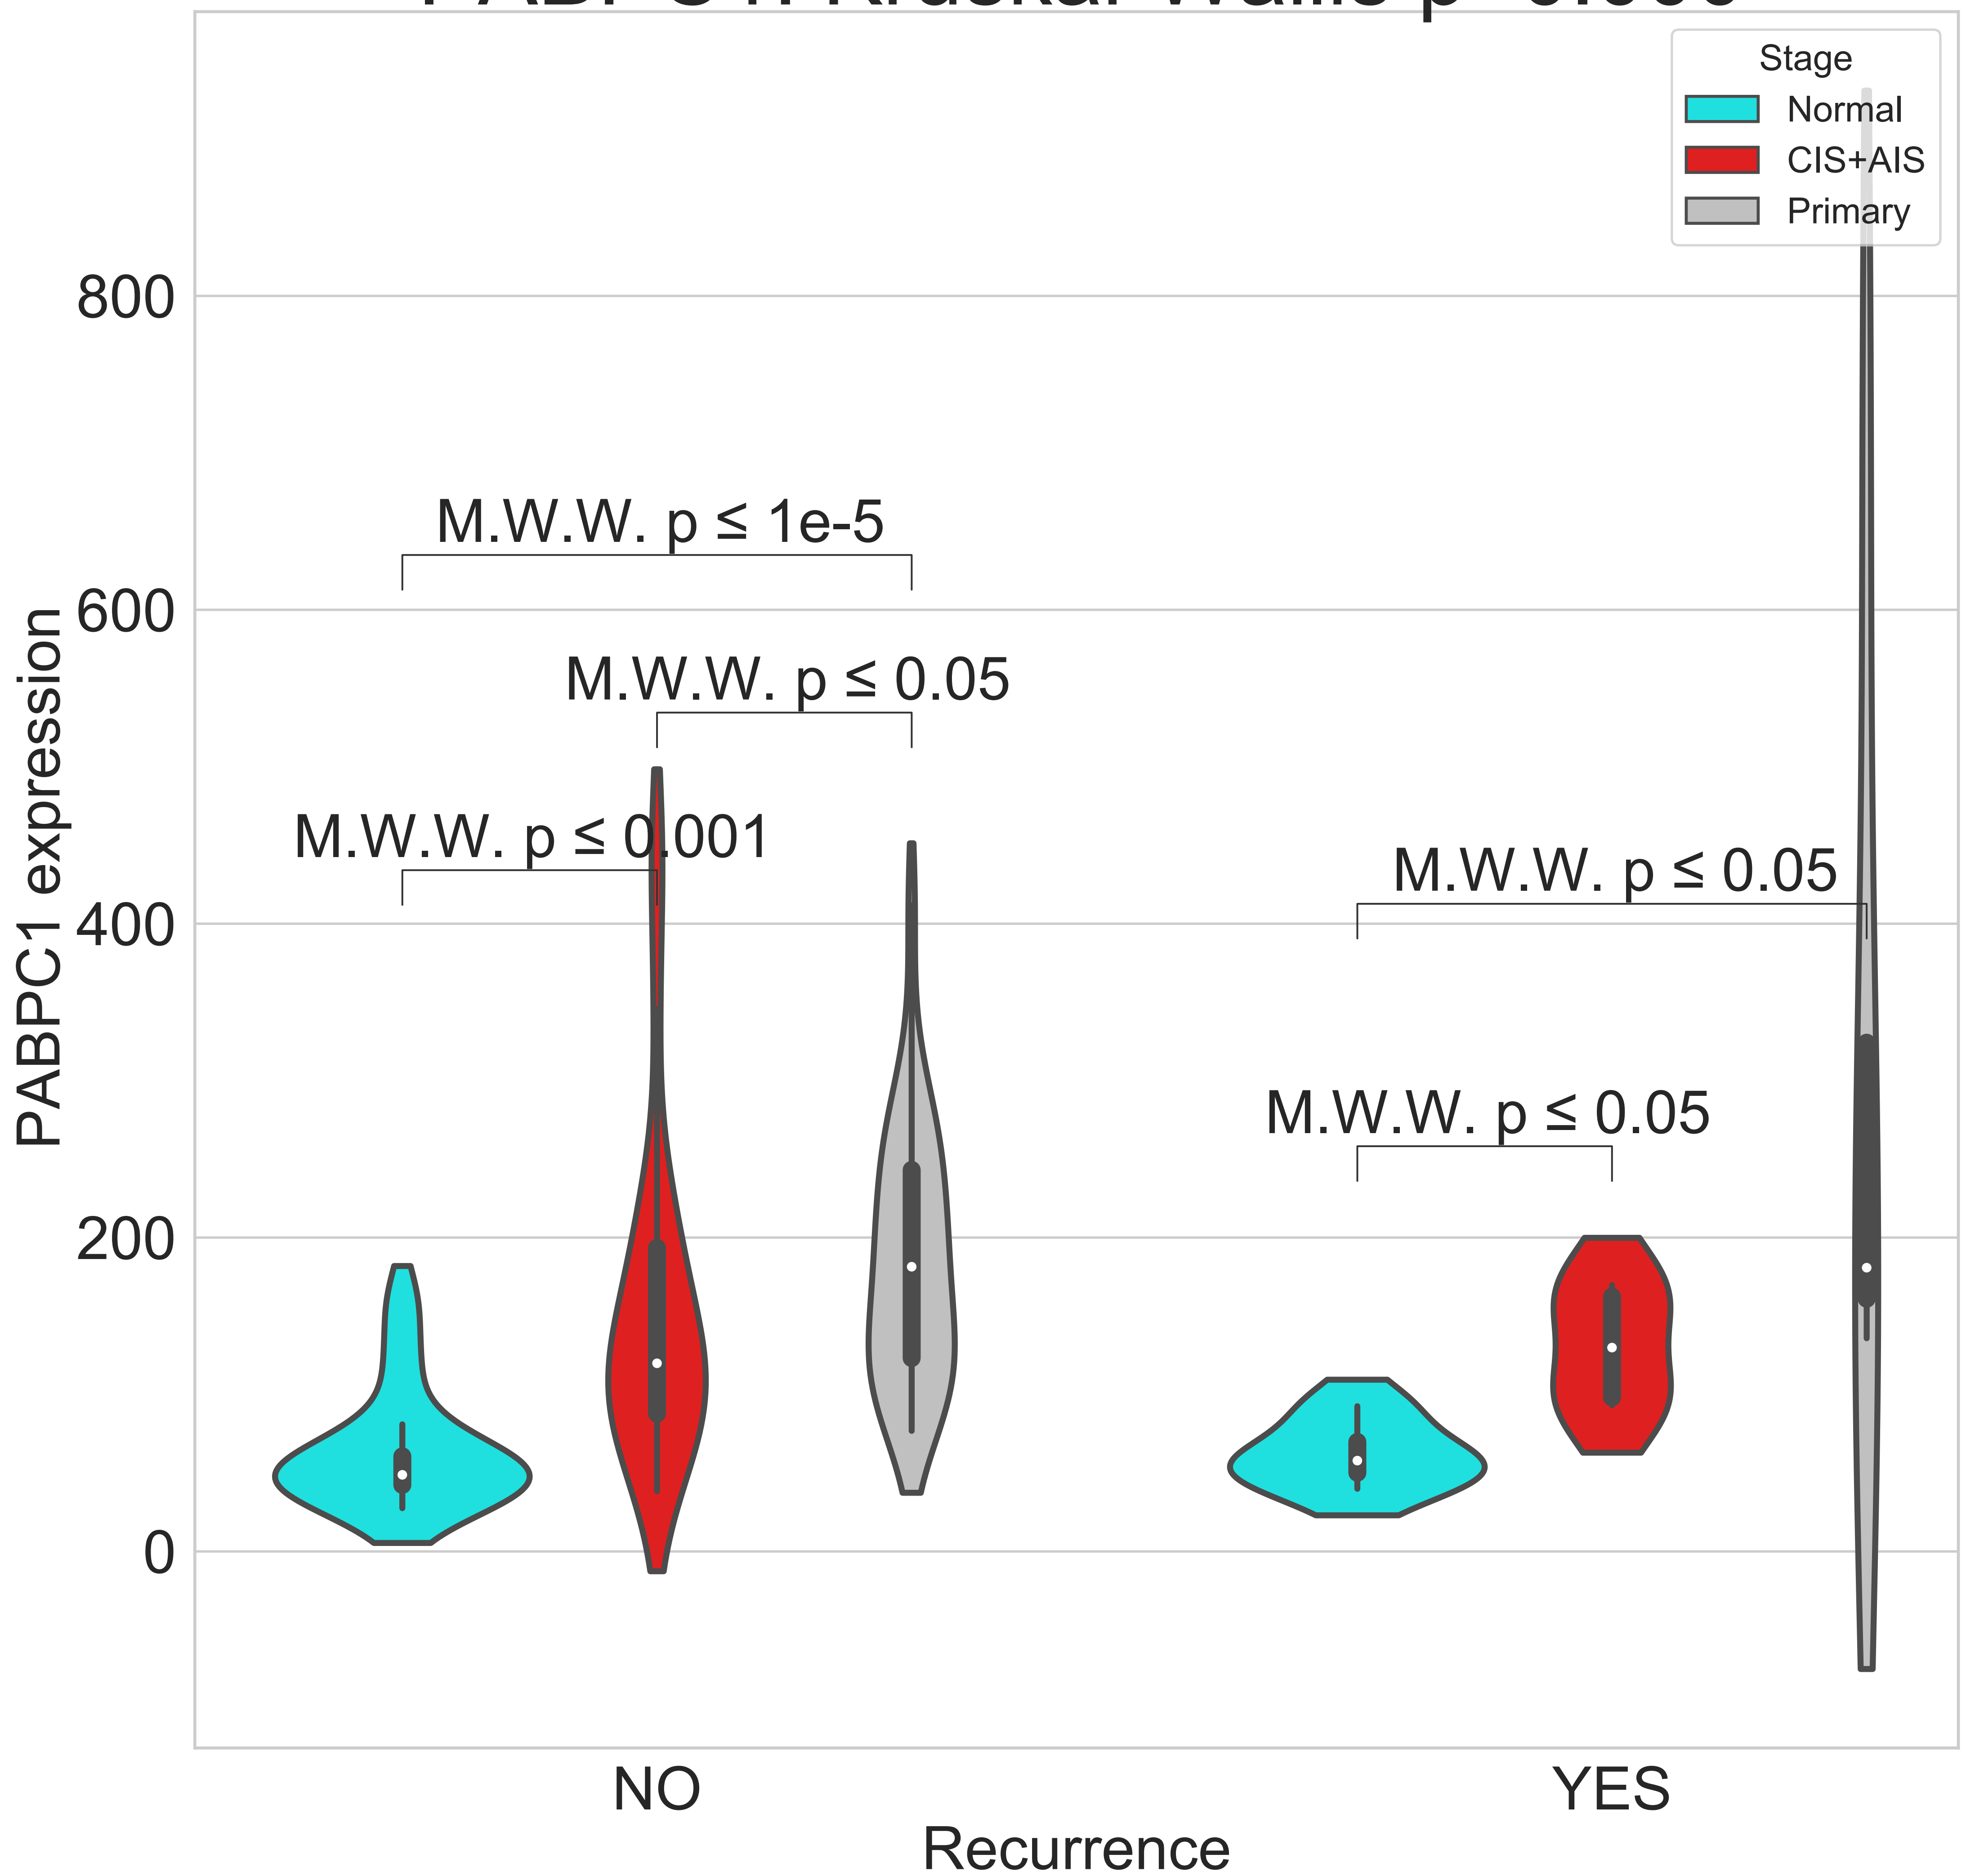 Stage
Normal
CIS+AIS
Primary
800
600
400
200
0
PABPC1 expression
M.W.W. p ≤ 1e-5
M.W.W. p ≤ 0.05
M.W.W. p ≤ 0.001
M.W.W. p ≤ 0.05
M.W.W. p ≤ 0.05
NO
YES
Recurrence